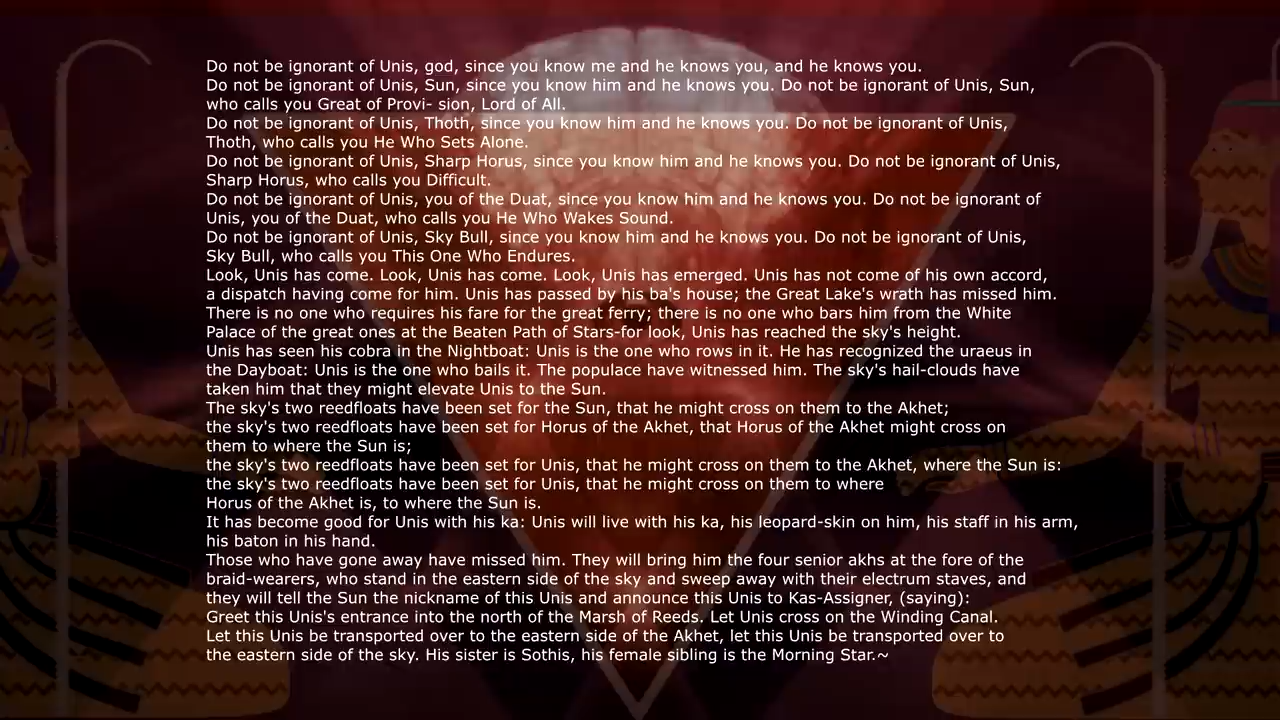 Do not be ignorant of Unis, god, since you know me and he knows you, and he knows you.
Do not be ignorant of Unis, Sun, since you know him and he knows you. Do not be ignorant of Unis, Sun,
who calls you Great of Provi- sion, Lord of All.
Do not be ignorant of Unis, Thoth, since you know him and he knows you. Do not be ignorant of Unis,
Thoth, who calls you He Who Sets Alone.
Do not be ignorant of Unis, Sharp Horus, since you know him and he knows you. Do not be ignorant of Unis,
Sharp Horus, who calls you Difficult.
Do not be ignorant of Unis, you of the Duat, since you know him and he knows you. Do not be ignorant of
Unis, you of the Duat, who calls you He Who Wakes Sound.
Do not be ignorant of Unis, Sky Bull, since you know him and he knows you. Do not be ignorant of Unis,
Sky Bull, who calls you This One Who Endures.
Look, Unis has come. Look, Unis has come. Look, Unis has emerged. Unis has not come of his own accord,
a dispatch having come for him. Unis has passed by his ba's house; the Great Lake's wrath has missed him.
There is no one who requires his fare for the great ferry; there is no one who bars him from the White
Palace of the great ones at the Beaten Path of Stars-for look, Unis has reached the sky's height.
Unis has seen his cobra in the Nightboat: Unis is the one who rows in it. He has recognized the uraeus in
the Dayboat: Unis is the one who bails it. The populace have witnessed him. The sky's hail-clouds have
taken him that they might elevate Unis to the Sun.
The sky's two reedfloats have been set for the Sun, that he might cross on them to the Akhet;
the sky's two reedfloats have been set for Horus of the Akhet, that Horus of the Akhet might cross on
them to where the Sun is;
the sky's two reedfloats have been set for Unis, that he might cross on them to the Akhet, where the Sun is:
the sky's two reedfloats have been set for Unis, that he might cross on them to where
Horus of the Akhet is, to where the Sun is.
It has become good for Unis with his ka: Unis will live with his ka, his leopard-skin on him, his staff in his arm,
his baton in his hand.
Those who have gone away have missed him. They will bring him the four senior akhs at the fore of the
braid-wearers, who stand in the eastern side of the sky and sweep away with their electrum staves, and
they will tell the Sun the nickname of this Unis and announce this Unis to Kas-Assigner, (saying):
Greet this Unis's entrance into the north of the Marsh of Reeds. Let Unis cross on the Winding Canal.
Let this Unis be transported over to the eastern side of the Akhet, let this Unis be transported over to
the eastern side of the sky. His sister is Sothis, his female sibling is the Morning Star.~